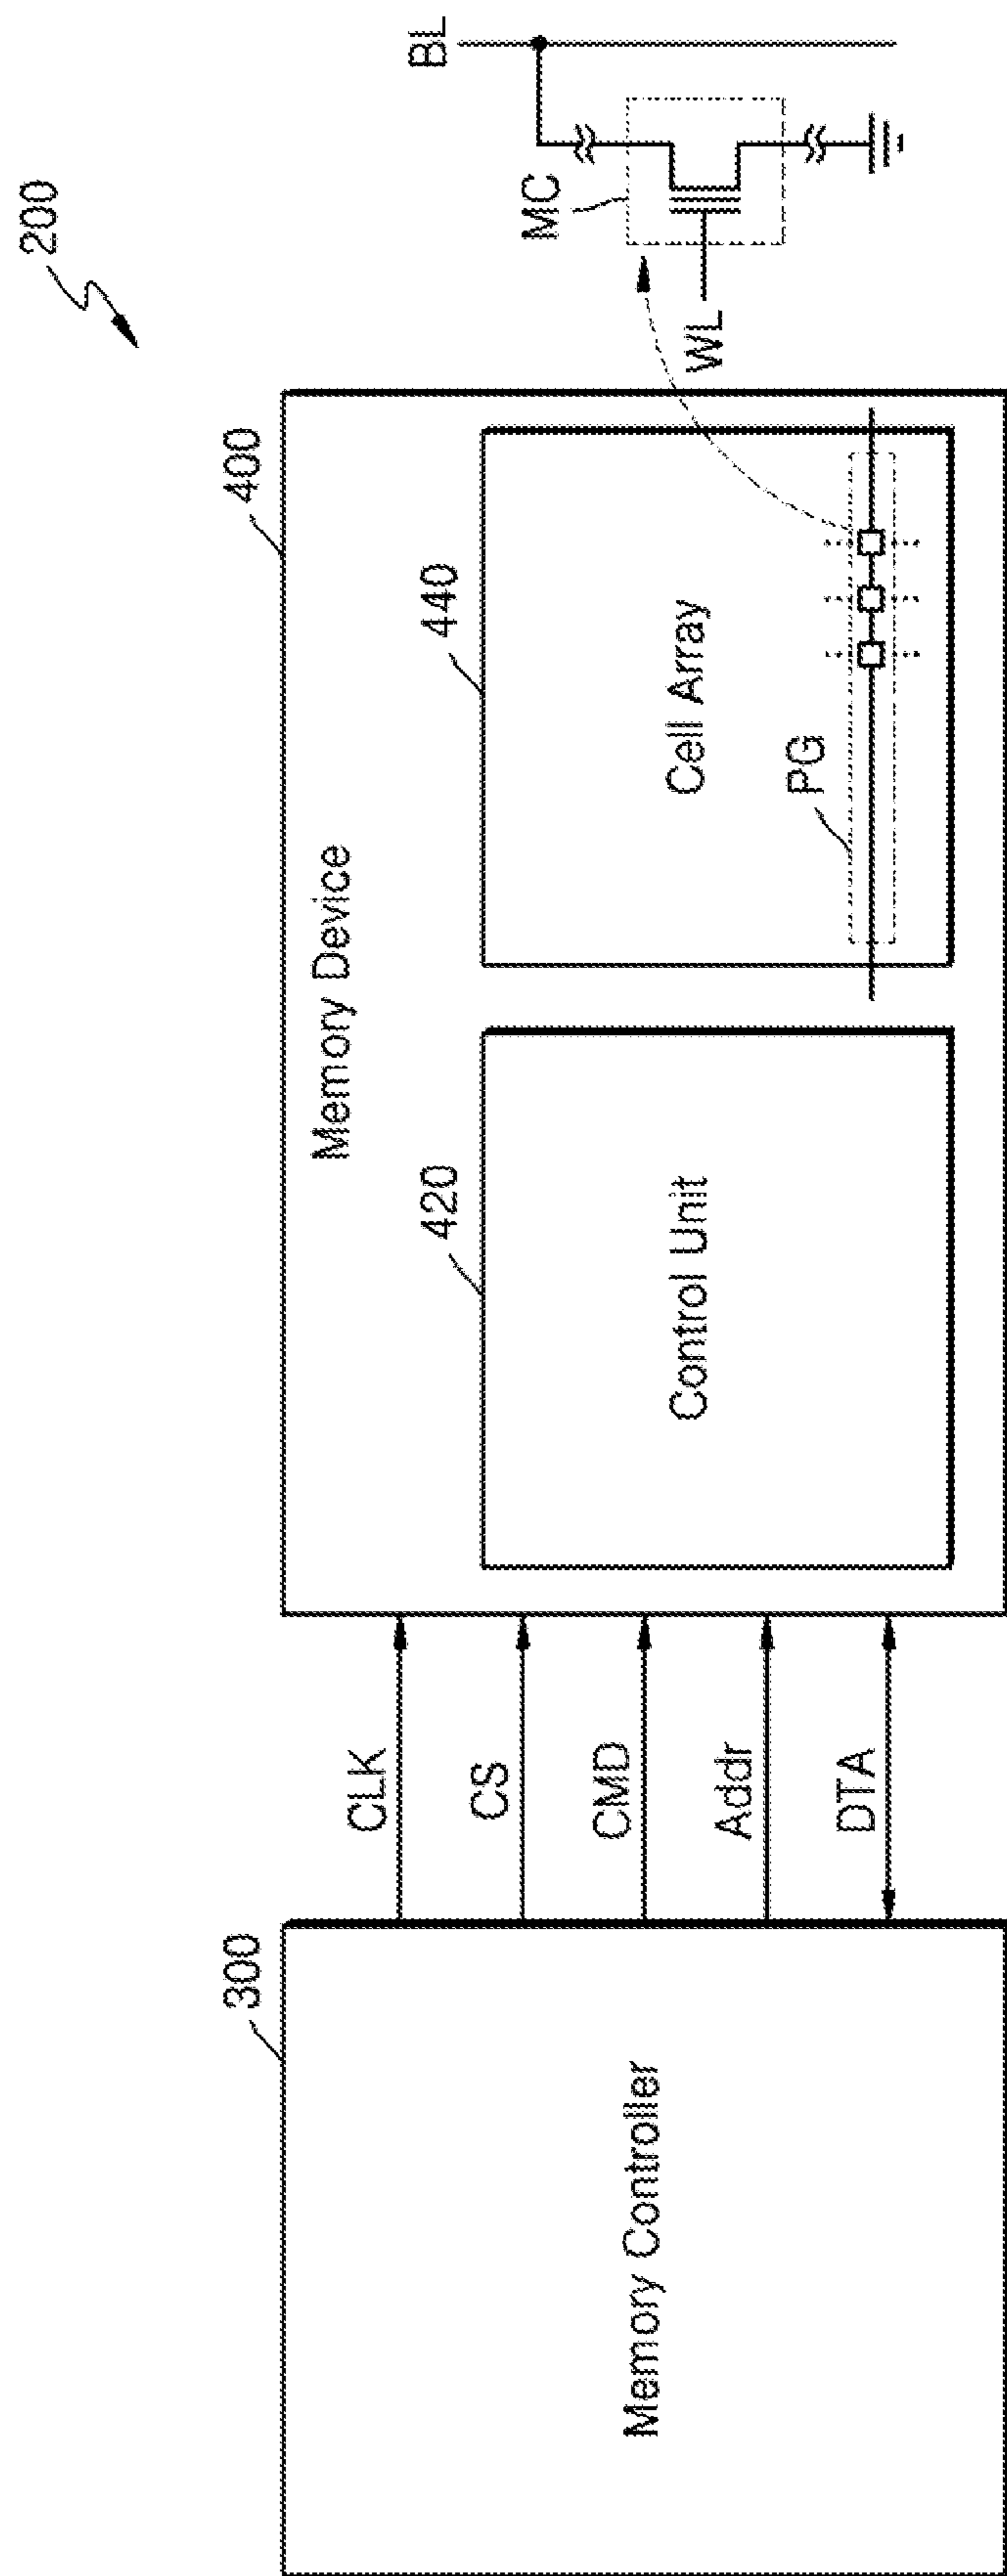 200
300
Memory Controller
CLK
CS
CMD
Addr
DTA
400
Memory Device
420
Control Unit
440
Cell Array
PG
MC
WL
BL